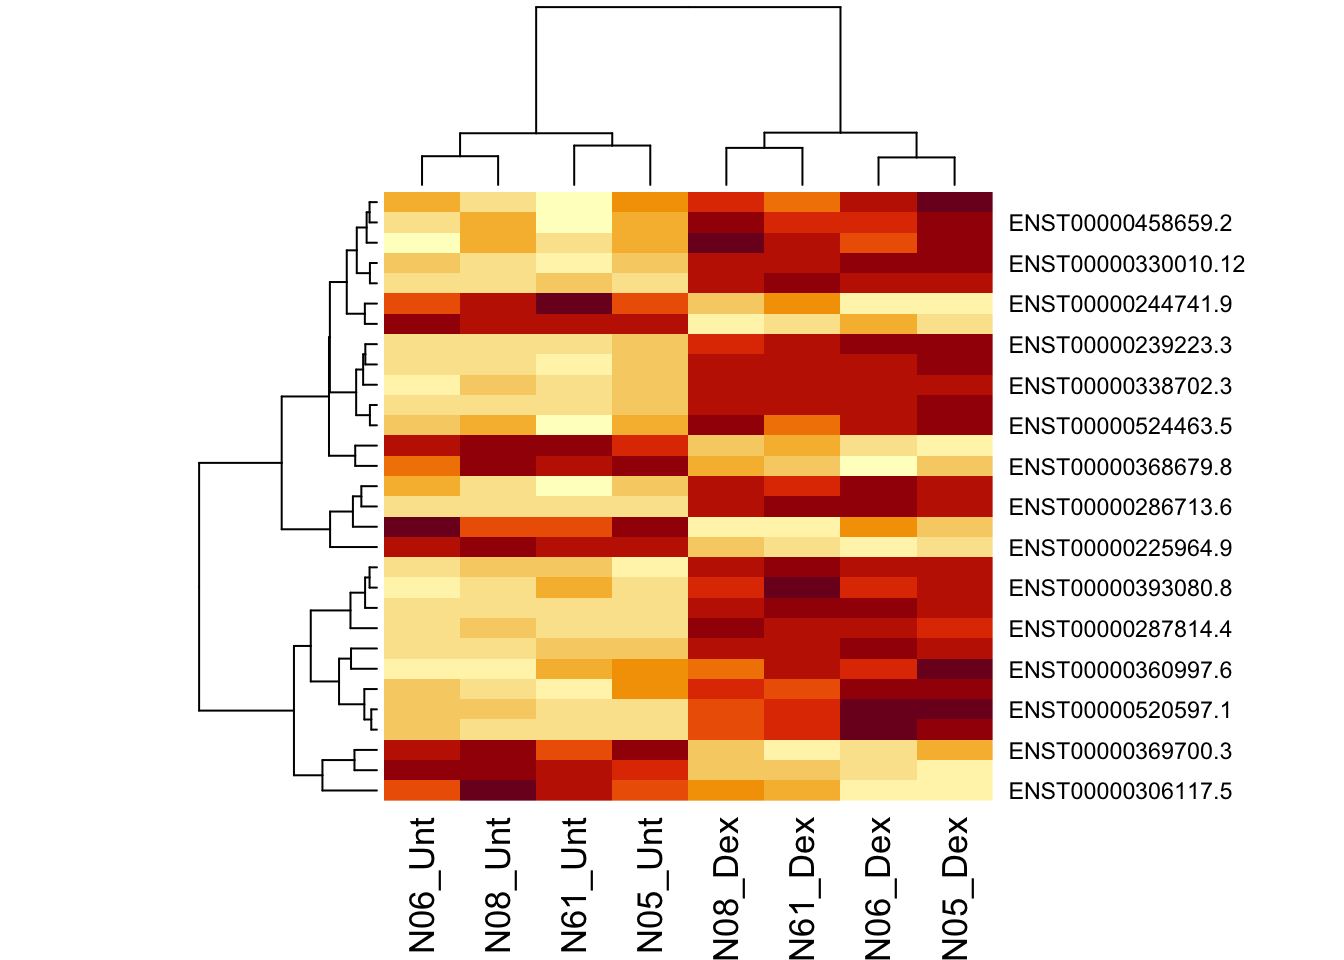 ENST00000458659.2
ENST00000330010.12
ENST00000244741.9
ENST00000239223.3
ENST00000338702.3
ENST00000524463.5
ENST00000368679.8
ENST00000286713.6
ENST00000225964.9
ENST00000393080.8
ENST00000287814.4
ENST00000360997.6
ENST00000520597.1
ENST00000369700.3
ENST00000306117.5
N06_Unt
N08_Unt
N61_Unt
N05_Unt
N08_Dex
N61_Dex
N06_Dex
N05_Dex